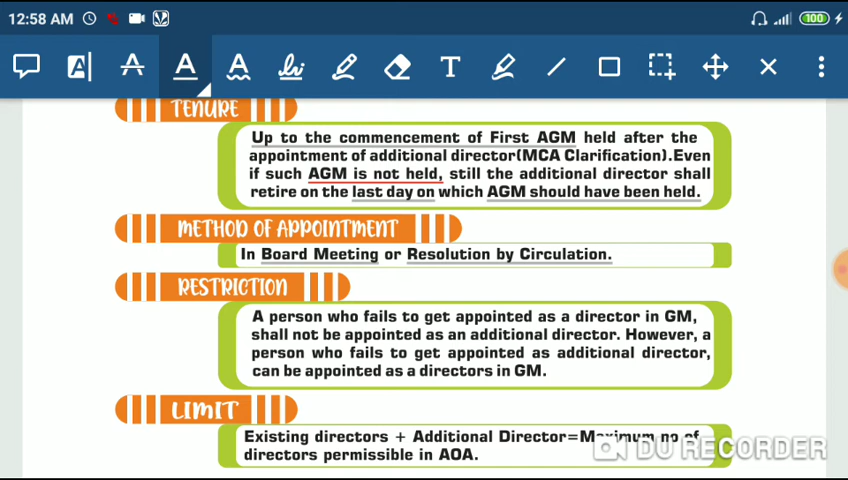 12:58 AM
100
T
TENURE
Up to the commencement of First AGM held after the
appointment of additional director(MCA Clarification).Even
if such AGM is not held, still the additional director shall
retire on the last day on which AGM should have been held.
METHOD OF APPOINTMENT
In Board Meeting or Resolution by Circulation.
RESTRICTION
A person who fails to get appointed as a director in GM,
shall not be appointed as an additional director. However, a
person who fails to get appointed as additional director,
can be appointed as a directors in GM.
LIMIT
Existing directors + Additional Director=Maximum no of
directors permissible in AOA.
DU RECORDER